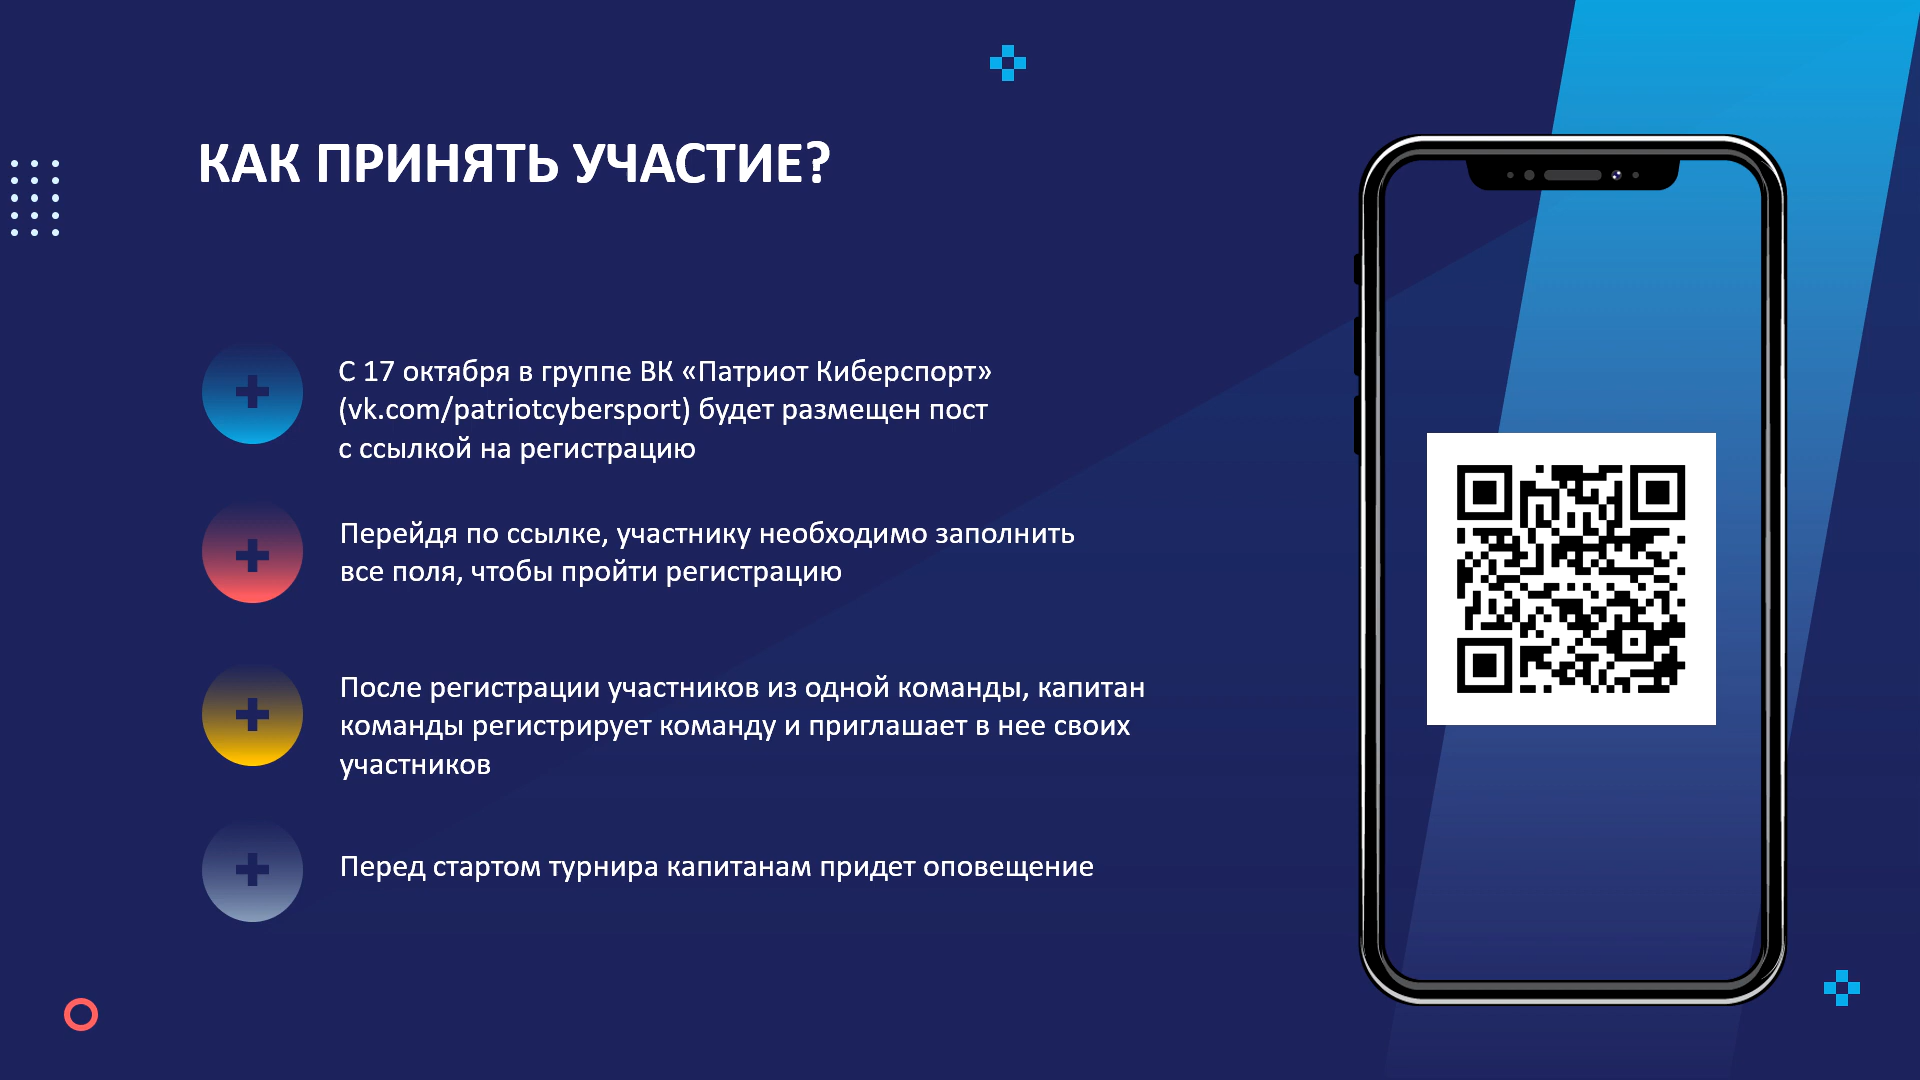 КАК ПРИНЯТЬ УЧАСТИЕ?
С 17 октября в группе ВК «Патриот Киберспорт»
(vk.com/patriotcybersport) будет размещен пост
с ссылкой на регистрацию
Перейдя по ссылке, участнику необходимо заполнить
все поля, чтобы пройти регистрацию
После регистрации участников из одной команды, капитан
команды регистрирует команду и приглашает в нее своих
участников
Перед стартом турнира капитанам придет оповещение